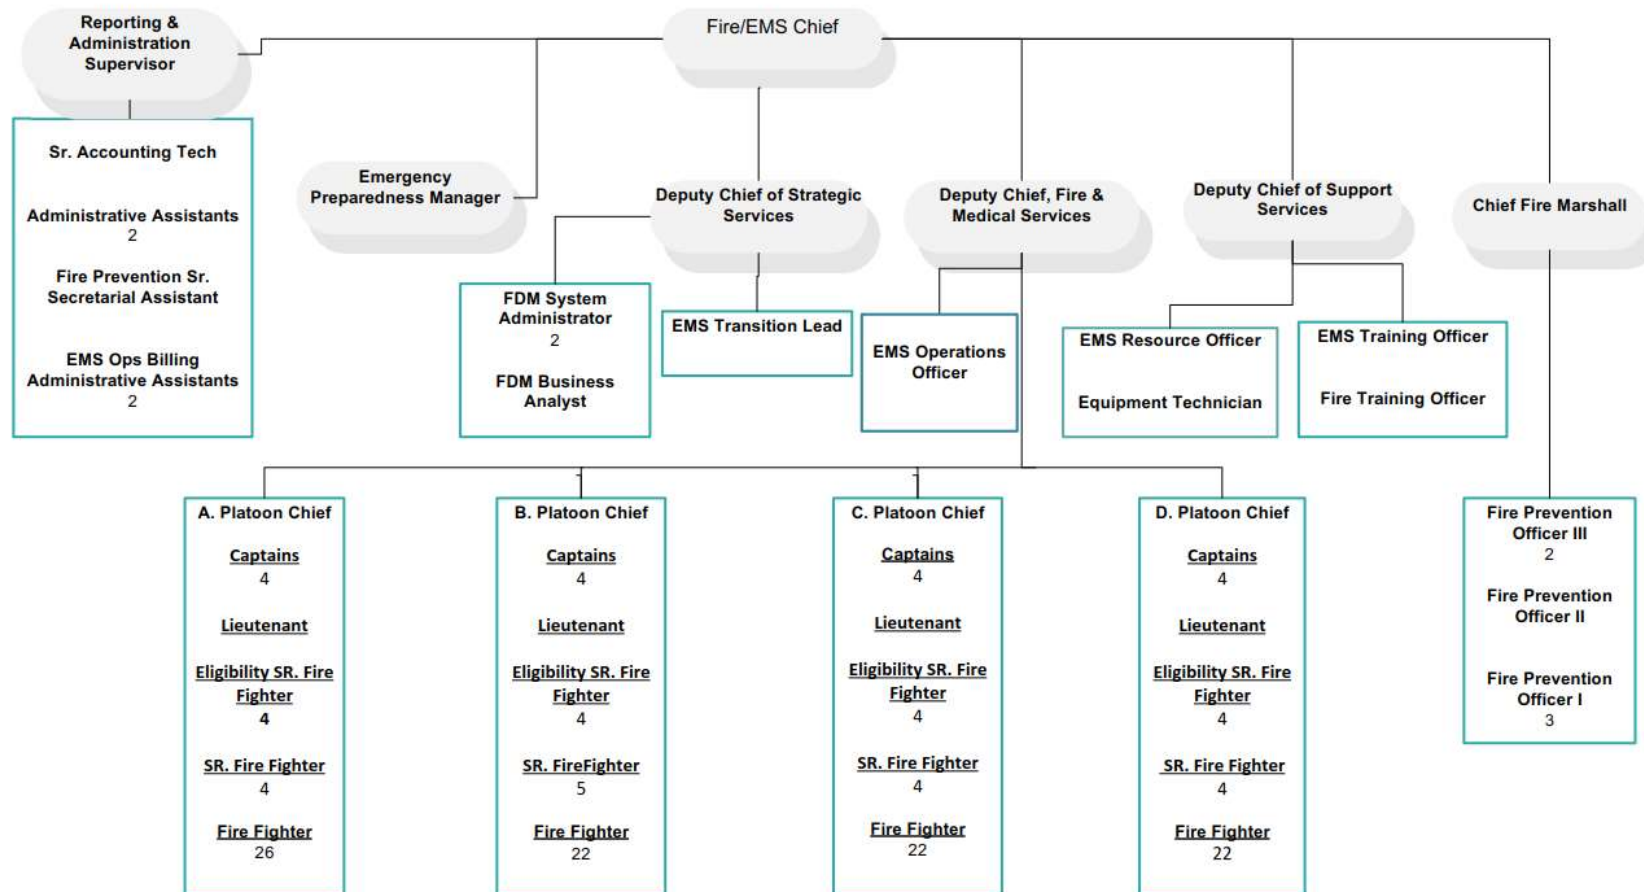 Fire/EMS Chief
Reporting &
Administration
Supervisor
Sr. Accounting Tech
Administrative Assistants
2
Fire Prevention Sr.
Secretarial Assistant
EMS Ops Billing
Administrative Assistants
2
Emergency
Preparedness Manager
Deputy Chief of Strategic
Services
FDM System
Administrator
2
FDM Business
Analyst
EMS Transition Lead
Deputy Chief, Fire &
Medical Services
EMS Operations
Officer
Deputy Chief of Support
Services
EMS Resource Officer
Equipment Technician
EMS Training Officer
Fire Training Officer
Chief Fire Marshall
A. Platoon Chief
Captains
4
Lieutenant
Eligibility SR. Fire
Fighter
4
SR. Fire Fighter
4
Fire Fighter
26
B. Platoon Chief
Captains
4
Lieutenant
Eligibility SR. Fire
Fighter
4
SR. FireFighter
5
Fire Fighter
22
C. Platoon Chief
Captains
4
Lieutenant
Eligibility SR. Fire
Fighter
4
SR. Fire Fighter
4
Fire Fighter
22
D. Platoon Chief
Captains
4
Lieutenant
Eligibility SR. Fire
Fighter
4
SR. Fire Fighter
4
Fire Fighter
22
Fire Prevention
Officer III
2
Fire Prevention
Officer II
Fire Prevention
Officer I
3